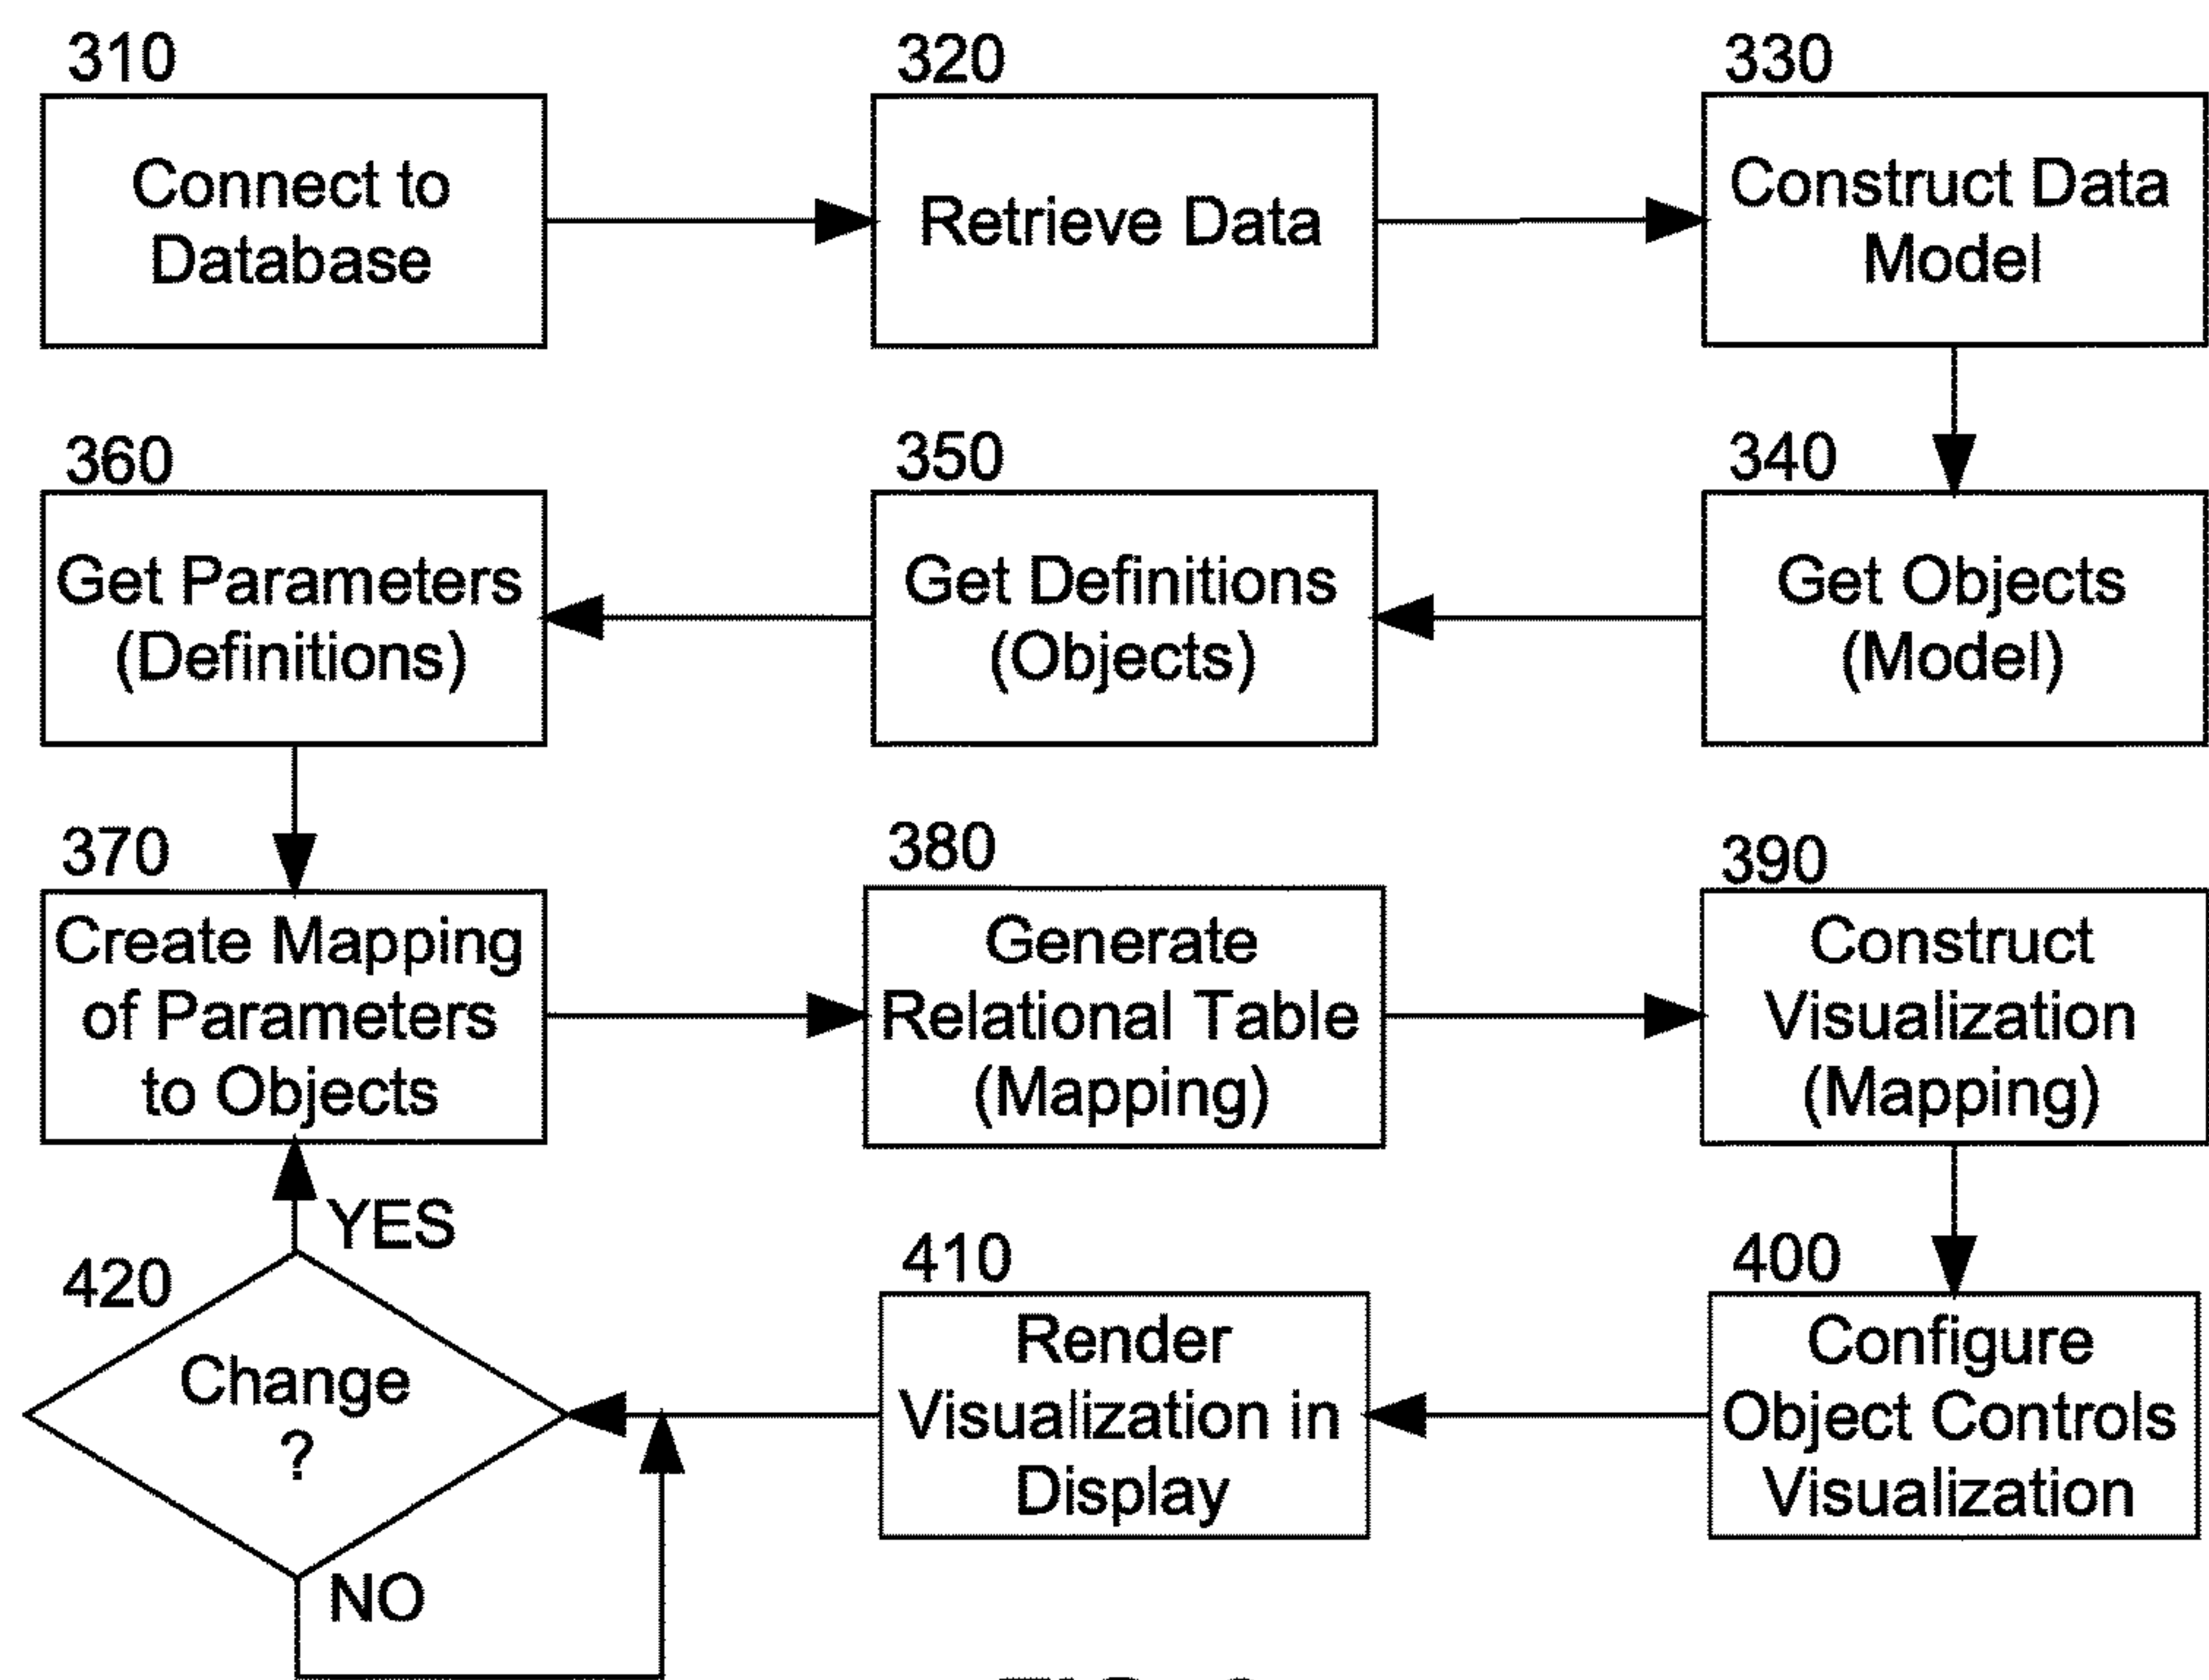 310
Connect to
Database
320
Retrieve Data
330
Construct Data
Model
340
Get Objects
(Model)
350
Get Definitions
(Objects)
360
Get Parameters
(Definitions)
370
Create Mapping
of Parameters
to Objects
380
Generate
Relational Table
(Mapping)
390
Construct
Visualization
(Mapping)
400
Configure
Object Controls
Visualization
410
Render
Visualization in
Display
420
Change
?
YES
NO